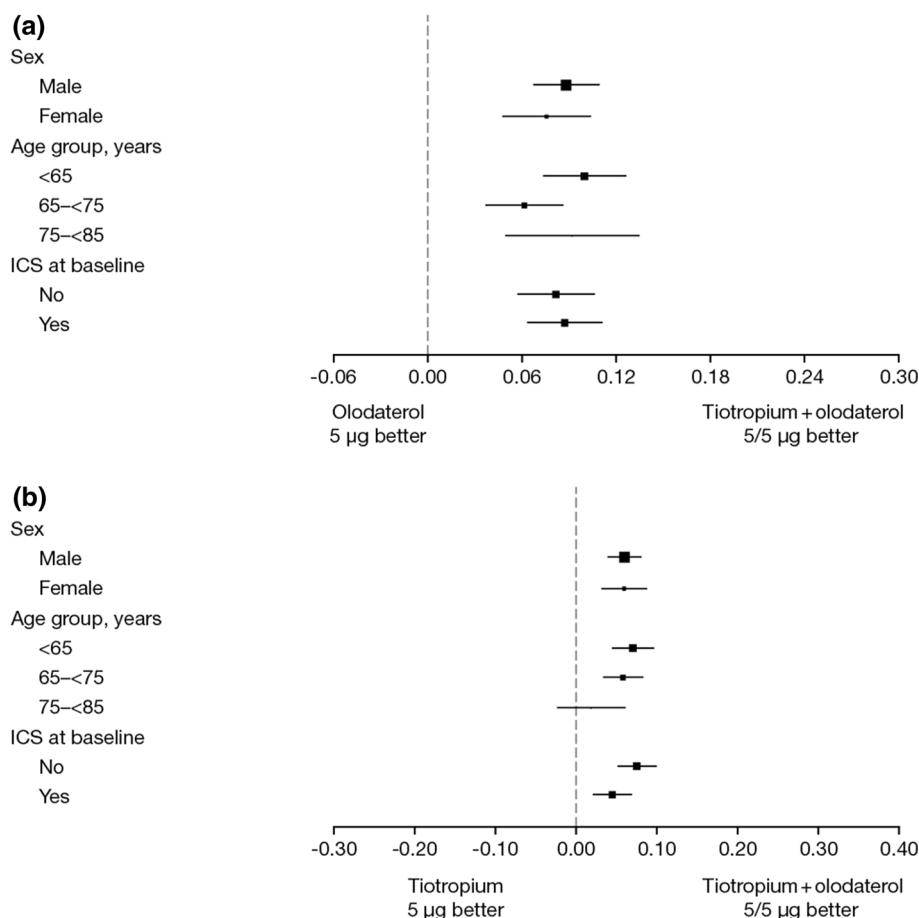 (a)
Sex
Male
Female
Age group, years
<65
65–<75
75–<85
ICS at baseline
No
Yes
-0.06 0.00 0.06 0.12 0.18 0.24 0.30
Olodaterol Tiotropium + olodaterol
5 µg better 5/5 µg better
(b)
Sex
Male
Female
Age group, years
<65
65–<75
75–<85
ICS at baseline
No
Yes
-0.30 -0.20 -0.10 0.00 0.10 0.20 0.30 0.40
Tiotropium Tiotropium + olodaterol
5 µg better 5/5 µg better